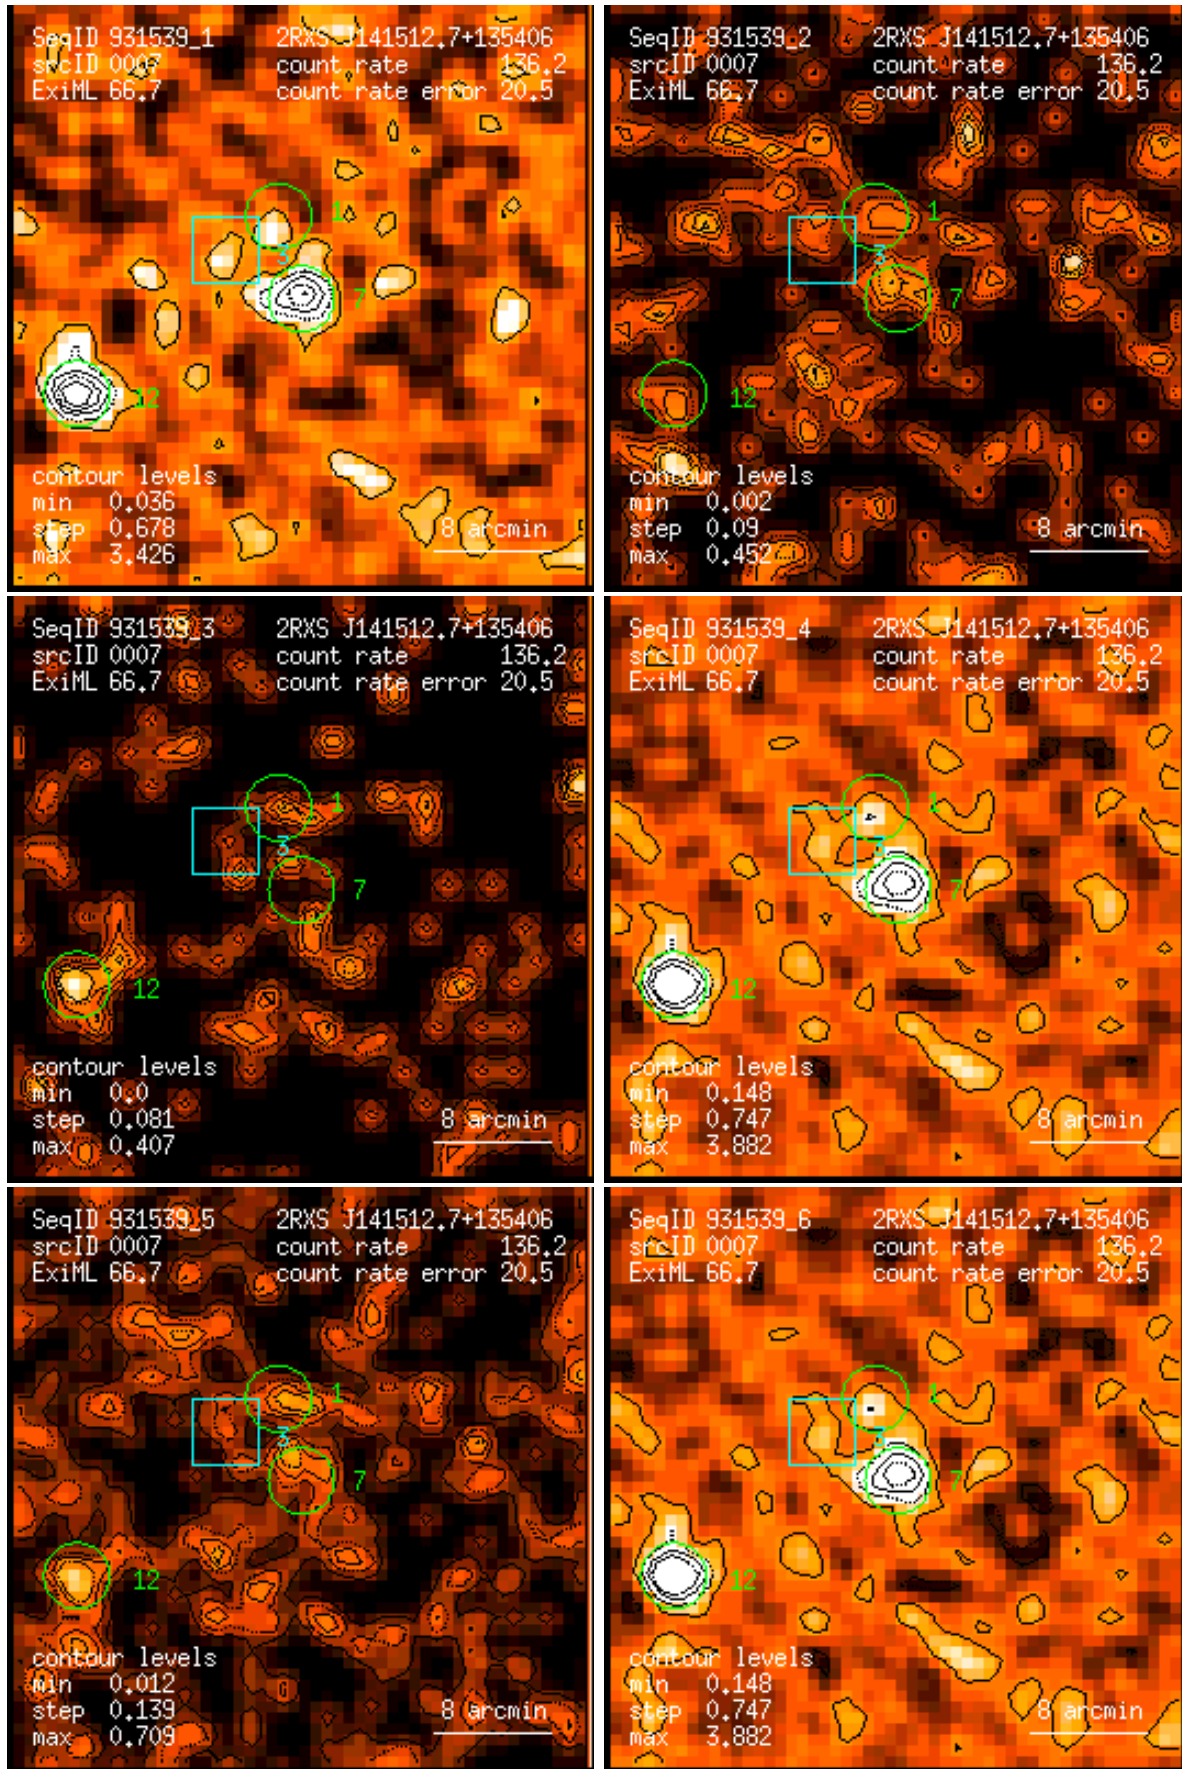 SeqID 931539_1 2RXS J141512.7+135406
srcID 0007 count rate 136.2
ExiML 66.7 count rate error 20.5
1
3
7
12
contour levels
min 0.036
step 0.678 8 arcmin
max 3.426
SeqID 931539_2 2RXS J141512.7+135406
srcID 0007 count rate 136.2
ExiML 66.7 count rate error 20.5
1
3
7
12
contour levels
min 0.002
step 0.09 8 arcmin
max 0.452
SeqID 931539_3 2RXS J141512.7+135406
srcID 0007 count rate 136.2
ExiML 66.7 count rate error 20.5
1
3
7
12
contour levels
min 0.0
step 0.081 8 arcmin
max 0.407
SeqID 931539_4 2RXS J141512.7+135406
srcID 0007 count rate 136.2
ExiML 66.7 count rate error 20.5
1
3
7
12
contour levels
min 0.148
step 0.747 8 arcmin
max 3.882
SeqID 931539_5 2RXS J141512.7+135406
srcID 0007 count rate 136.2
ExiML 66.7 count rate error 20.5
1
3
7
12
contour levels
min 0.012
step 0.139 8 arcmin
max 0.709
SeqID 931539_6 2RXS J141512.7+135406
srcID 0007 count rate 136.2
ExiML 66.7 count rate error 20.5
1
3
7
12
contour levels
min 0.148
step 0.747 8 arcmin
max 3.882